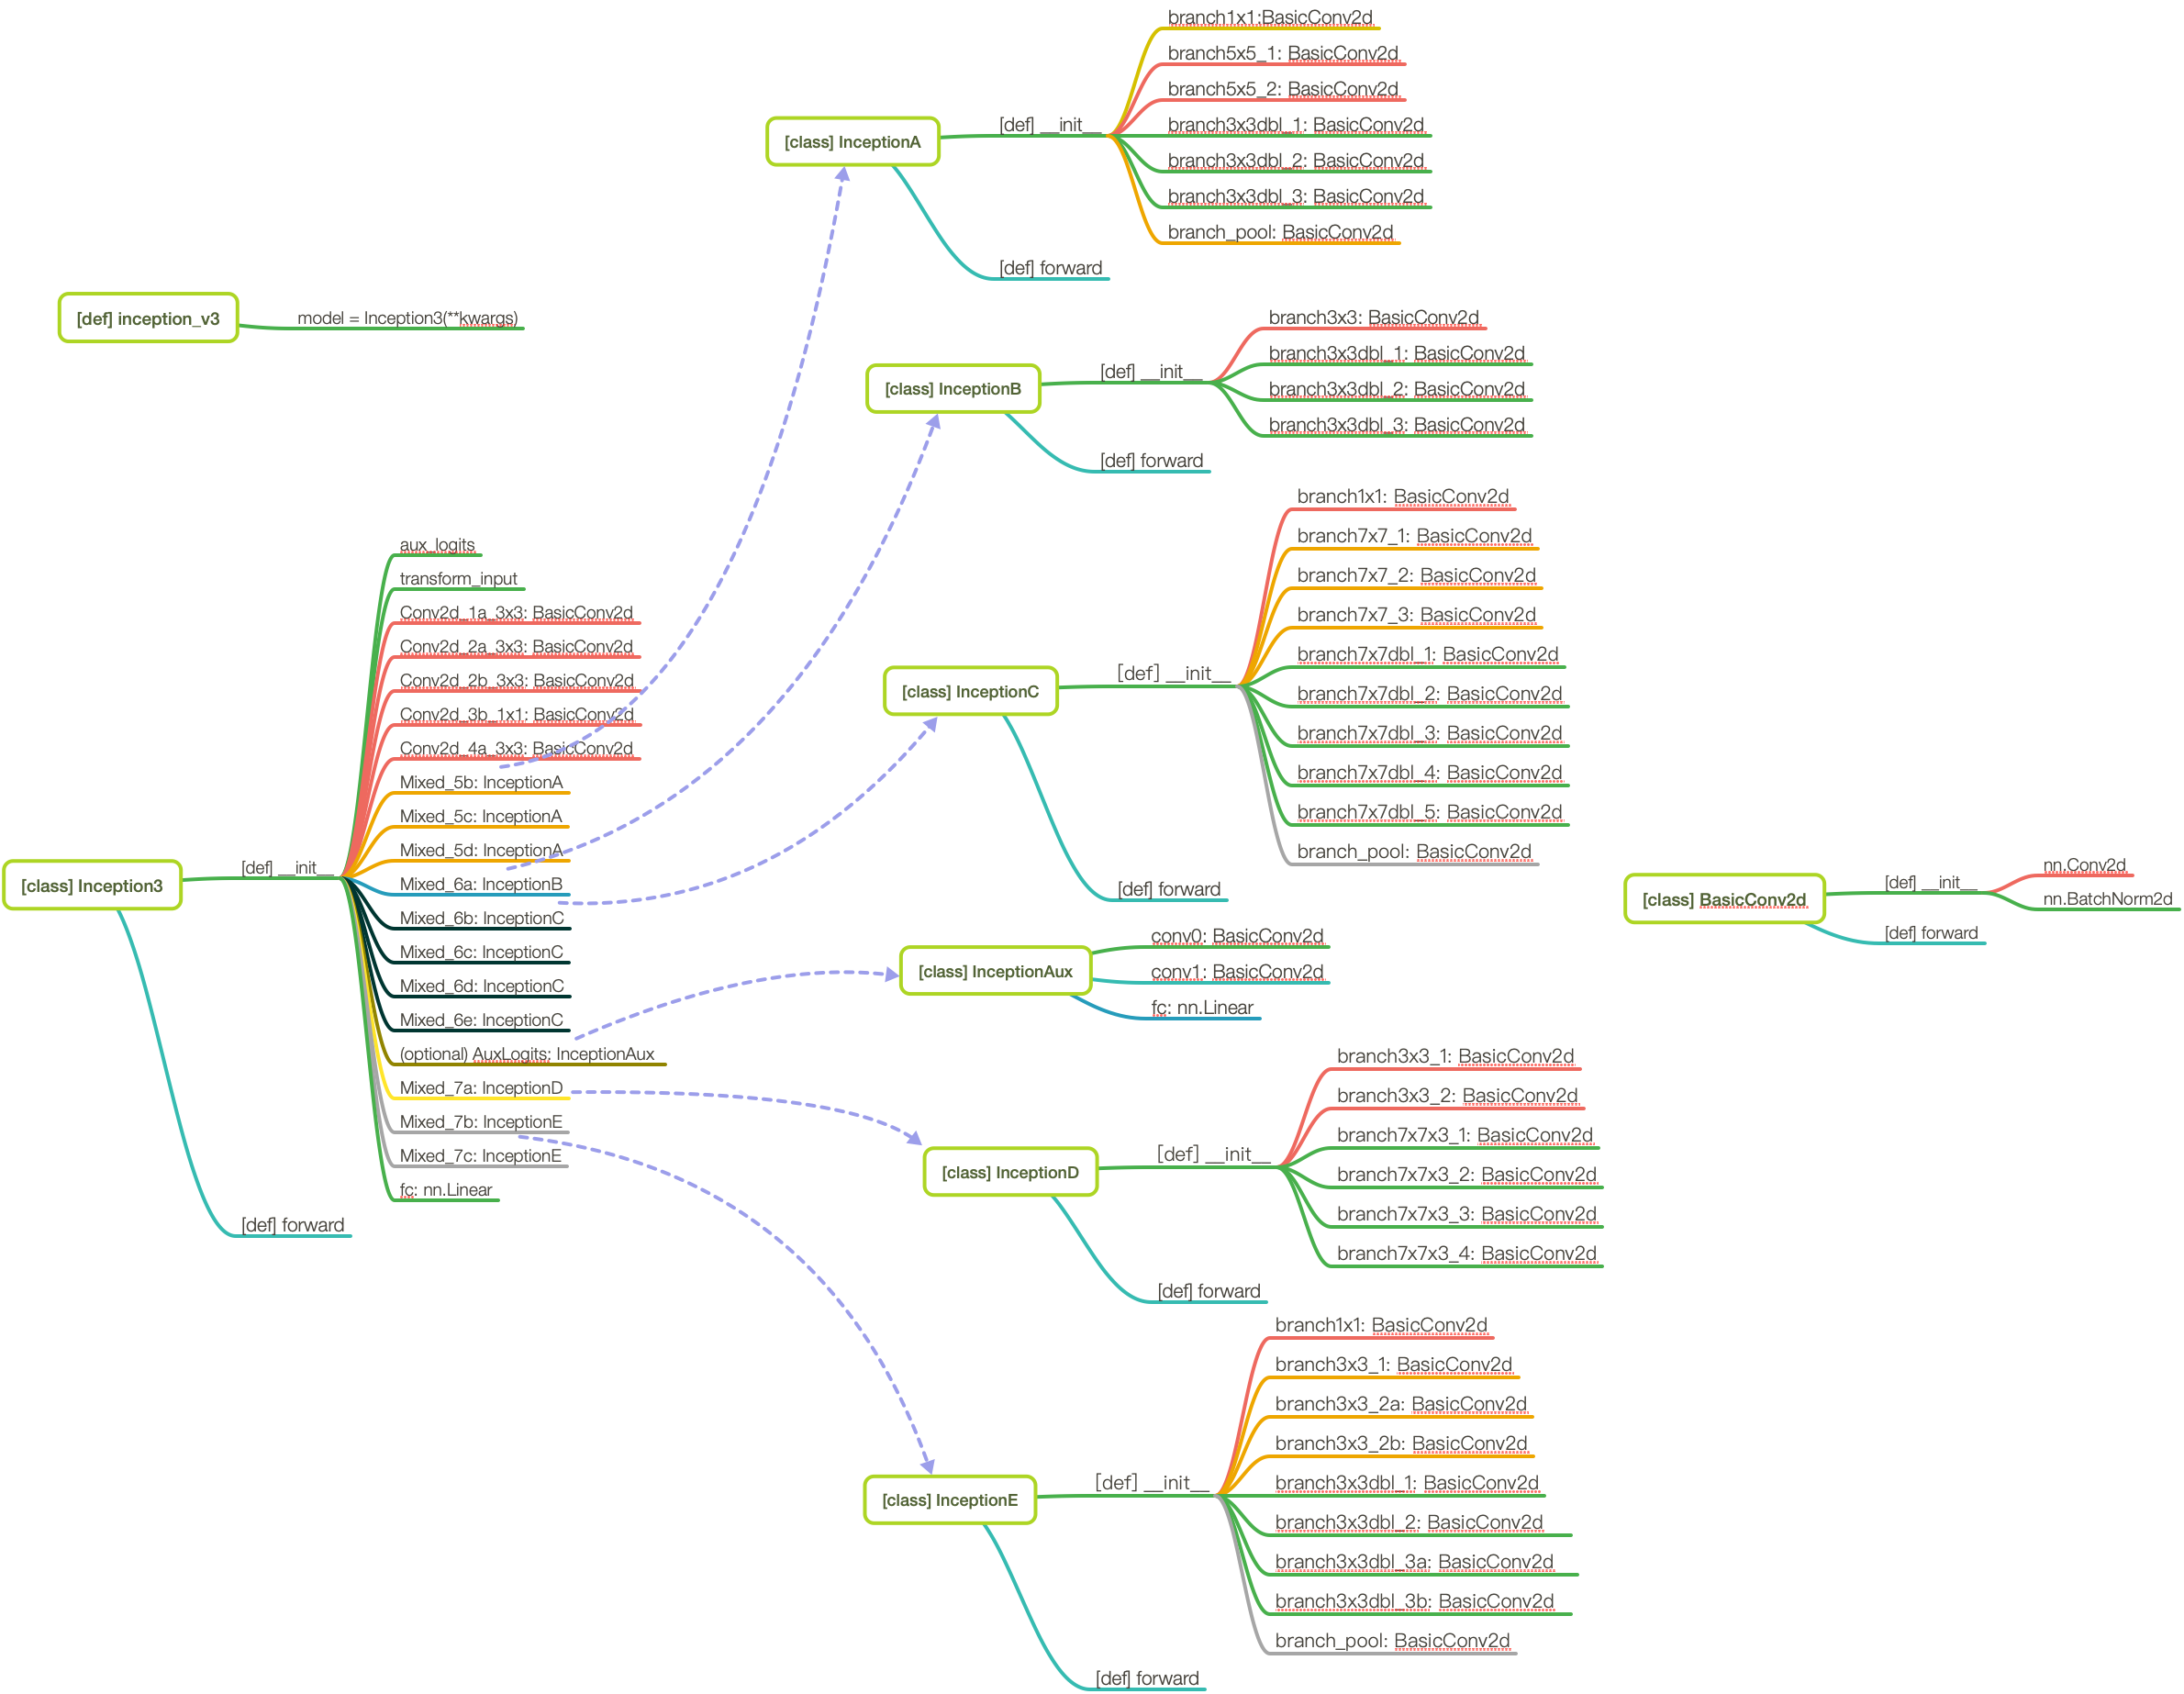 [def] inception_v3
model = Inception3(**kwargs)
[class] Inception3
[def] __init__
aux_logits
transform_input
Conv2d_1a_3x3: BasicConv2d
Conv2d_2a_3x3: BasicConv2d
Conv2d_2b_3x3: BasicConv2d
Conv2d_3b_1x1: BasicConv2d
Conv2d_4a_3x3: BasicConv2d
Mixed_5b: InceptionA
Mixed_5c: InceptionA
Mixed_5d: InceptionA
Mixed_6a: InceptionB
Mixed_6b: InceptionC
Mixed_6c: InceptionC
Mixed_6d: InceptionC
Mixed_6e: InceptionC
(optional) AuxLogits: InceptionAux
Mixed_7a: InceptionD
Mixed_7b: InceptionE
Mixed_7c: InceptionE
fc: nn.Linear
[def] forward
[class] InceptionA
[def] __init__
branch1x1:BasicConv2d
branch5x5_1: BasicConv2d
branch5x5_2: BasicConv2d
branch3x3dbl_1: BasicConv2d
branch3x3dbl_2: BasicConv2d
branch3x3dbl_3: BasicConv2d
branch_pool: BasicConv2d
[def] forward
[class] InceptionB
[def] __init__
branch3x3: BasicConv2d
branch3x3dbl_1: BasicConv2d
branch3x3dbl_2: BasicConv2d
branch3x3dbl_3: BasicConv2d
[def] forward
[class] InceptionC
[def] __init__
branch1x1: BasicConv2d
branch7x7_1: BasicConv2d
branch7x7_2: BasicConv2d
branch7x7_3: BasicConv2d
branch7x7dbl_1: BasicConv2d
branch7x7dbl_2: BasicConv2d
branch7x7dbl_3: BasicConv2d
branch7x7dbl_4: BasicConv2d
branch7x7dbl_5: BasicConv2d
branch_pool: BasicConv2d
[def] forward
[class] InceptionAux
conv0: BasicConv2d
conv1: BasicConv2d
fc: nn.Linear
[class] InceptionD
[def] __init__
branch3x3_1: BasicConv2d
branch3x3_2: BasicConv2d
branch7x7x3_1: BasicConv2d
branch7x7x3_2: BasicConv2d
branch7x7x3_3: BasicConv2d
branch7x7x3_4: BasicConv2d
[def] forward
[class] InceptionE
[def] __init__
branch1x1: BasicConv2d
branch3x3_1: BasicConv2d
branch3x3_2a: BasicConv2d
branch3x3_2b: BasicConv2d
branch3x3dbl_1: BasicConv2d
branch3x3dbl_2: BasicConv2d
branch3x3dbl_3a: BasicConv2d
branch3x3dbl_3b: BasicConv2d
branch_pool: BasicConv2d
[def] forward
[class] BasicConv2d
[def] __init__
nn.Conv2d
nn.BatchNorm2d
[def] forward